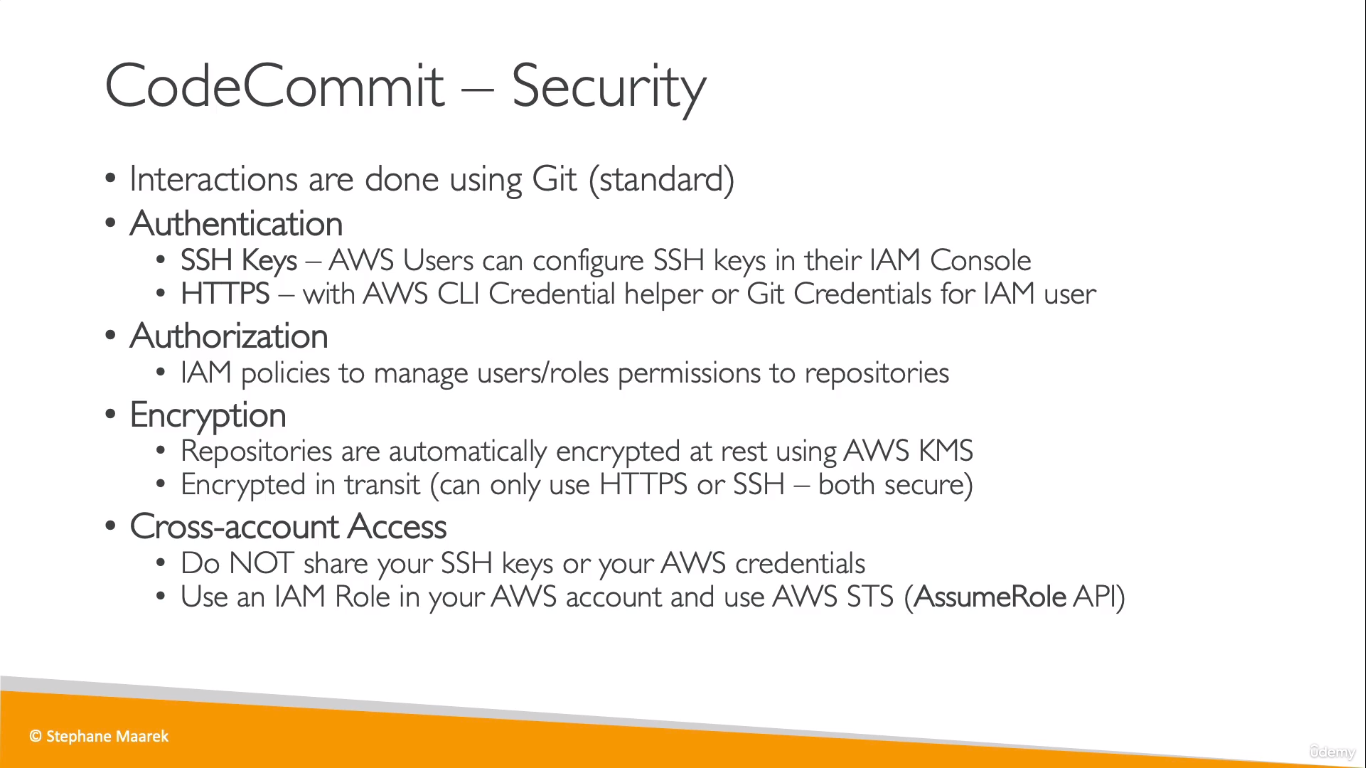 CodeCommit – Security
• Interactions are done using Git (standard)
• Authentication
• SSH Keys – AWS Users can configure SSH keys in their IAM Console
• HTTPS – with AWS CLI Credential helper or Git Credentials for IAM user
• Authorization
• IAM policies to manage users/roles permissions to repositories
• Encryption
• Repositories are automatically encrypted at rest using AWS KMS
• Encrypted in transit (can only use HTTPS or SSH – both secure)
• Cross-account Access
• Do NOT share your SSH keys or your AWS credentials
• Use an IAM Role in your AWS account and use AWS STS (AssumeRole API)
© Stephane Maarek
ûdemy